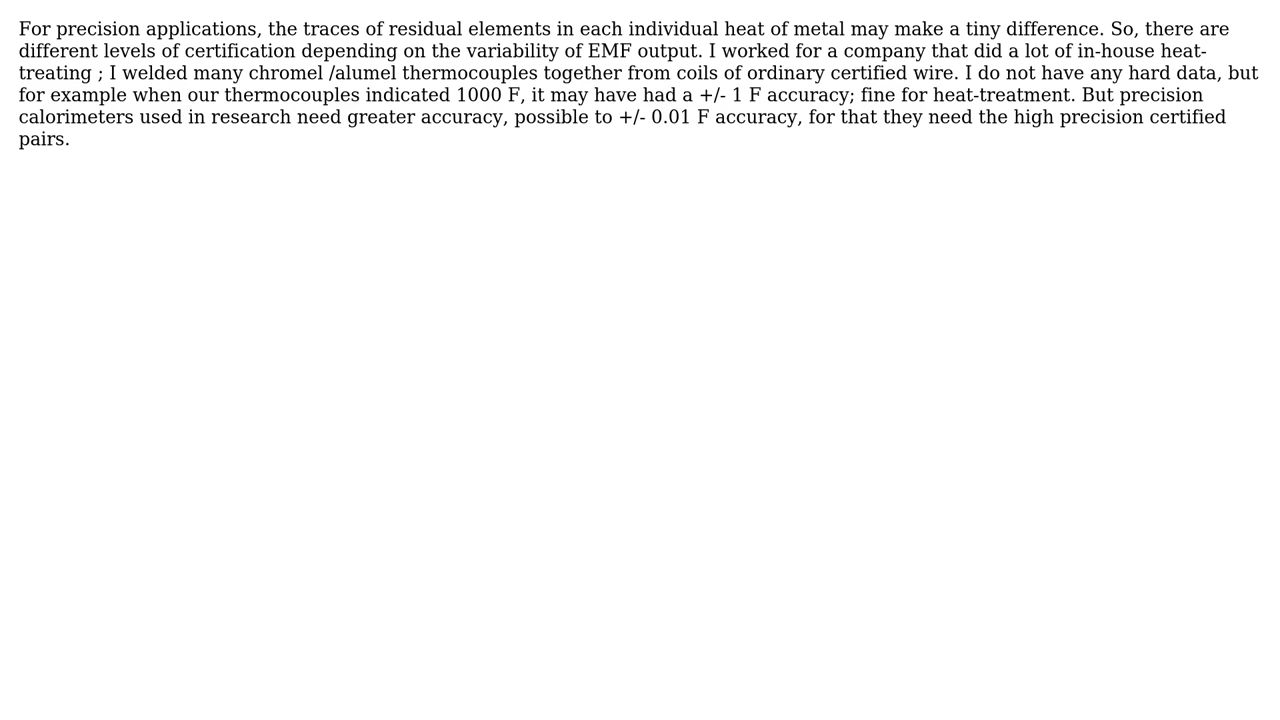 For precision applications, the traces of residual elements in each individual heat of metal may make a tiny difference. So, there are
different levels of certification depending on the variability of EMF output. I worked for a company that did a lot of in-house heat-
treating ; I welded many chromel /alumel thermocouples together from coils of ordinary certified wire. I do not have any hard data, but
for example when our thermocouples indicated 1000 F, it may have had a +/- 1 F accuracy; fine for heat-treatment. But precision
calorimeters used in research need greater accuracy, possible to +/- 0.01 F accuracy, for that they need the high precision certified
pairs.